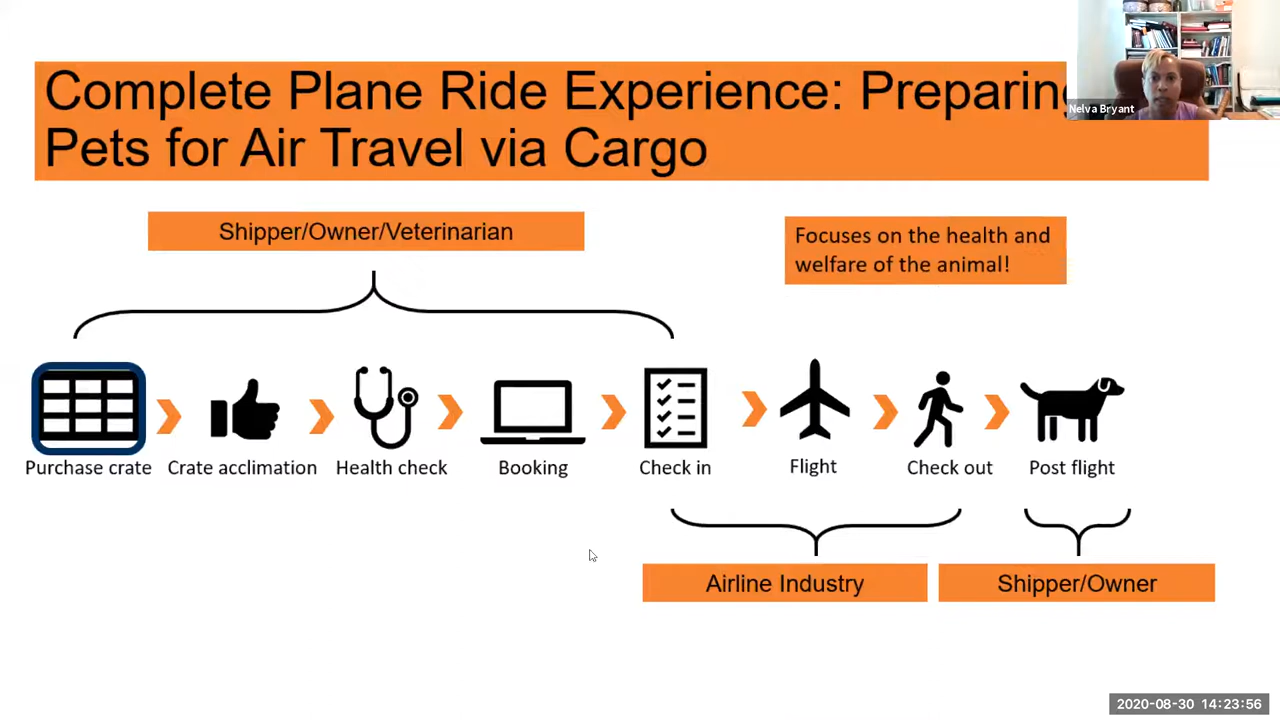 Complete Plane Ride Experience: Preparing
Pets for Air Travel via Cargo
Nelva Bryant
Shipper/Owner/Veterinarian
Focuses on the health and
welfare of the animal!
Purchase crate
Crate acclimation
Health check
Booking
Check in
Flight
Check out
Post flight
Airline Industry
Shipper/Owner
2020-08-30 14:23:56